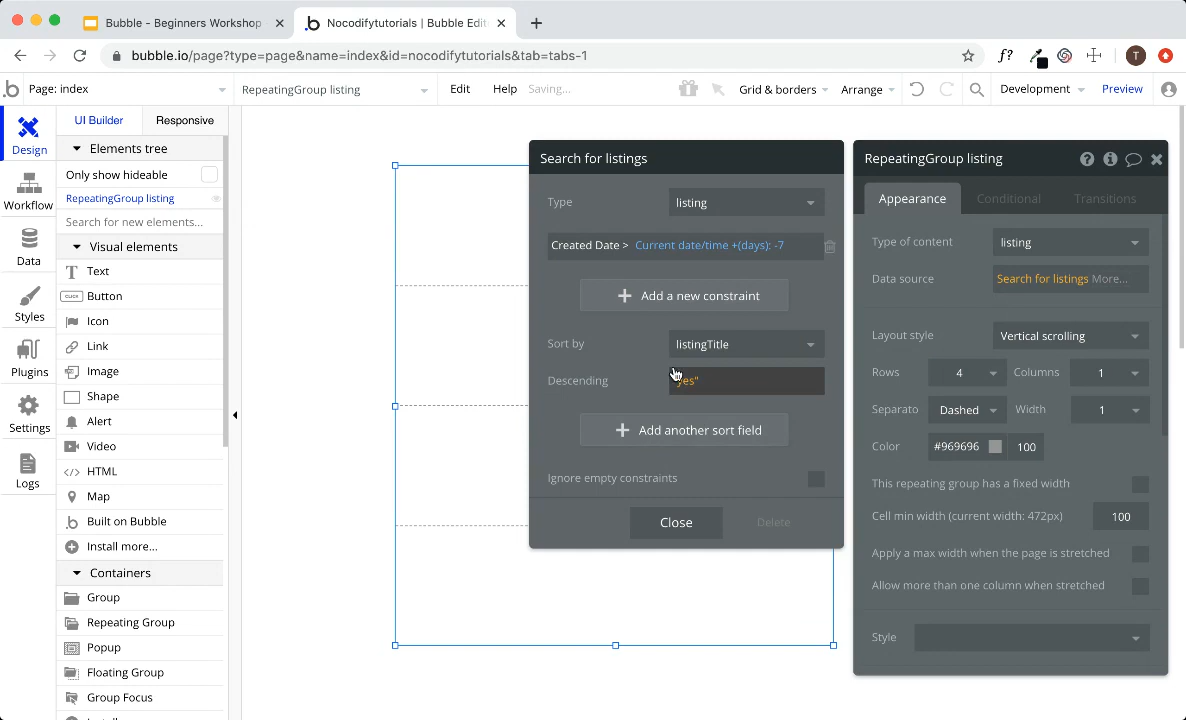 Bubble - Beginners Workshop
Nocodifytutorials | Bubble Edit
bubble.io/page?type=page&name=index&id=nocodifytutorials&tab=tabs-1
f?
T
Page: index
RepeatingGroup listing
Edit
Help
Saving...
Grid & borders
Arrange
Development
Preview
Design
Workflow
Data
Styles
Plugins
Settings
Logs
UI Builder
Responsive
Elements tree
Only show hideable
RepeatingGroup listing
Search for new elements...
Visual elements
Text
CLICK
Button
Icon
Link
Image
Shape
Alert
Video
HTML
Map
Built on Bubble
Install more...
Containers
Group
Repeating Group
Popup
Floating Group
Group Focus
Search for listings
Type
listing
Created Date > Current date/time +(days): -7
Add a new constraint
Sort by
listingTitle
Descending
yes"
Add another sort field
Ignore empty constraints
Close
Delete
RepeatingGroup listing
Appearance
Conditional
Transitions
Type of content
listing
Data source
Search for listings More...
Layout style
Vertical scrolling
Rows
4
Columns
1
Separato
Dashed
Width
1
Color
#969696
100
This repeating group has a fixed width
Cell min width (current width: 472px)
100
Apply a max width when the page is stretched
Allow more than one column when stretched
Style